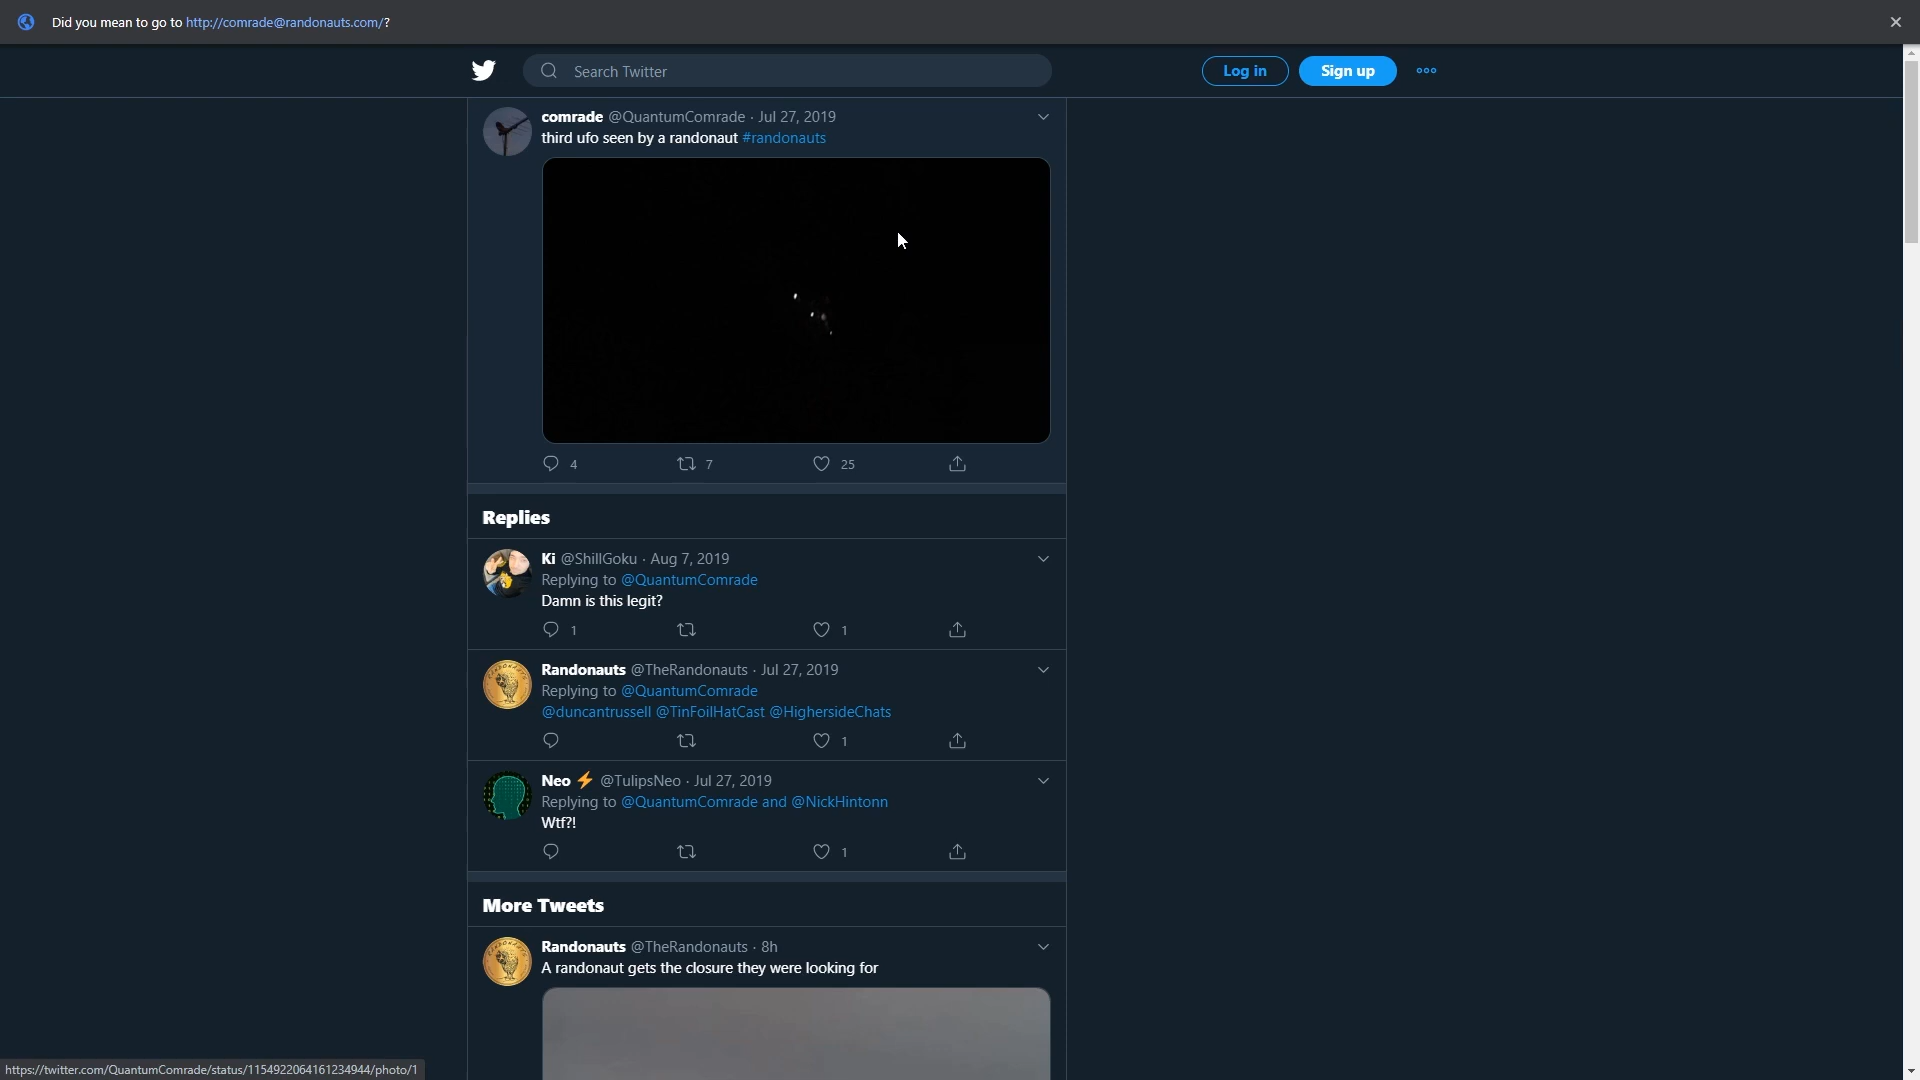 Did you mean to go to http://comrade@randonauts.com/?
Search Twitter
Log in
Sign up
comrade @QuantumComrade · Jul 27, 2019
third ufo seen by a randonaut #randonauts
4 7 25
Replies
Ki @ShillGoku · Aug 7, 2019
Replying to @QuantumComrade
Damn is this legit?
1 1
Randonauts @TheRandonauts · Jul 27, 2019
Replying to @QuantumComrade
@duncantrussell @TinFoilHatCast @HighersideChats
1
Neo ⚡ @TulipsNeo · Jul 27, 2019
Replying to @QuantumComrade and @NickHintonn
Wtf?!
1
More Tweets
Randonauts @TheRandonauts · 8h
A randonaut gets the closure they were looking for
https://twitter.com/QuantumComrade/status/1154922064161234944/photo/1